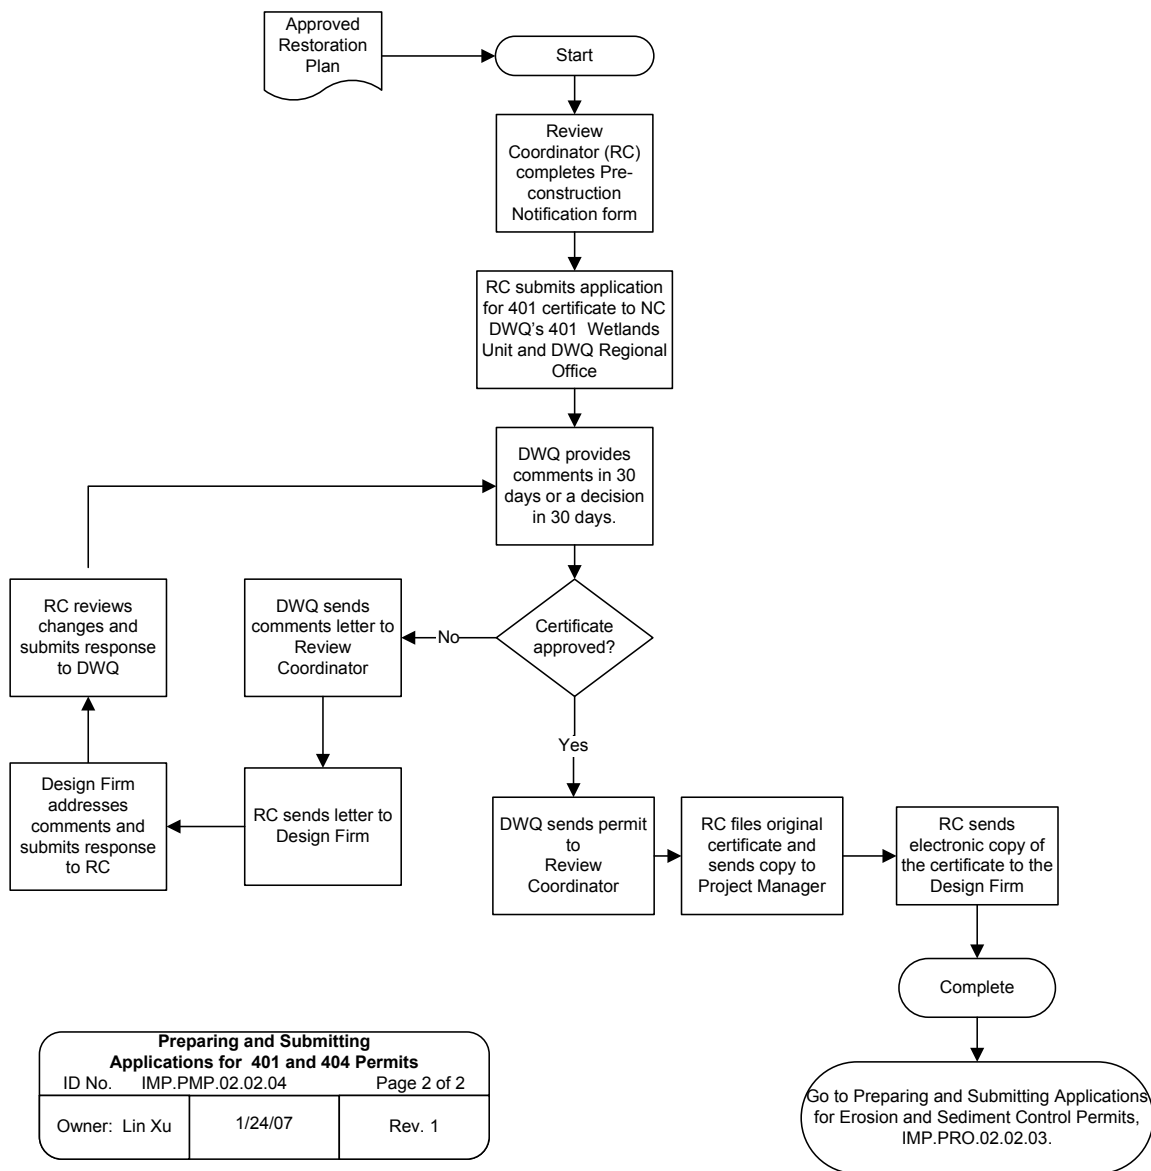 Approved
Restoration
Plan
Start
Review
Coordinator (RC)
completes Pre-
construction
Notification form
RC submits application
for 401 certificate to NC
DWQ's 401  Wetlands
Unit and DWQ Regional
Office
DWQ provides
comments in 30
days or a decision
in 30 days.
Certificate
approved?
No
DWQ sends
comments letter to
Review
Coordinator
RC sends letter to
Design Firm
Design Firm
addresses
comments and
submits response
to RC
RC reviews
changes and
submits response
to DWQ
Yes
DWQ sends permit
to
Review
Coordinator
RC files original
certificate and
sends copy to
Project Manager
RC sends
electronic copy of
the certificate to the
Design Firm
Complete
Go to Preparing and Submitting Applications
for Erosion and Sediment Control Permits,
IMP.PRO.02.02.03.
Preparing and Submitting
Applications for  401 and 404 Permits
ID No. IMP.PMP.02.02.04 Page 2 of 2
Owner:  Lin Xu 1/24/07 Rev. 1